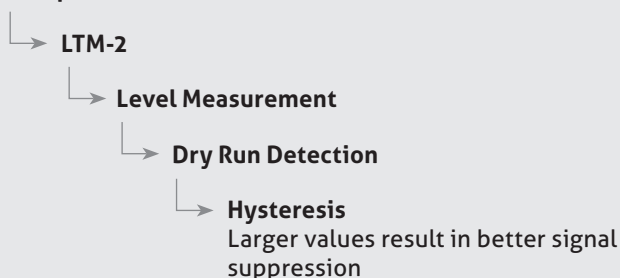 LTM-2
Level Measurement
Dry Run Detection
Hysteresis
Larger values result in better signal
suppression